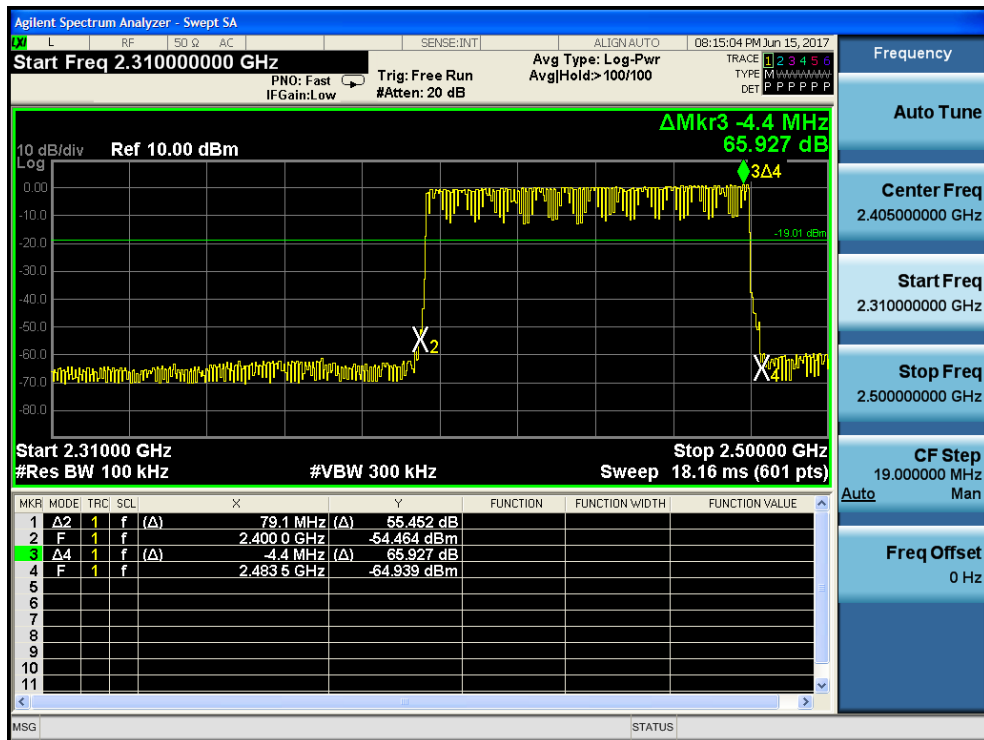 Agilent Spectrum Analyzer - Swept SA
LXI L RF 50 Ω AC SENSE:INT ALIGN AUTO 08:15:04 PM Jun 15, 2017
Start Freq 2.310000000 GHz
PNO: Fast
IFGain:Low
Trig: Free Run
#Atten: 20 dB
Avg Type: Log-Pwr
Avg|Hold:>100/100
TRACE 1 2 3 4 5 6
TYPE M W W W W W
DET P P P P P P
ΔMkr3 -4.4 MHz
65.927 dB
10 dB/div Ref 10.00 dBm
Log
3Δ4
0.00
-10.0
-19.01 dBm
-20.0
-30.0
-40.0
-50.0
2
-60.0
4
-70.0
-80.0
Start 2.31000 GHz Stop 2.50000 GHz
#Res BW 100 kHz #VBW 300 kHz Sweep 18.16 ms (601 pts)
MKR MODE TRC SCL X Y FUNCTION FUNCTION WIDTH FUNCTION VALUE
1 Δ2 1 f (Δ) 79.1 MHz (Δ) 55.452 dB
2 F 1 f 2.400 0 GHz -54.464 dBm
3 Δ4 1 f (Δ) -4.4 MHz (Δ) 65.927 dB
4 F 1 f 2.483 5 GHz -64.939 dBm
5
6
7
8
9
10
11
MSG STATUS
Frequency
Auto Tune
Center Freq
2.405000000 GHz
Start Freq
2.310000000 GHz
Stop Freq
2.500000000 GHz
CF Step
19.000000 MHz
Auto Man
Freq Offset
0 Hz